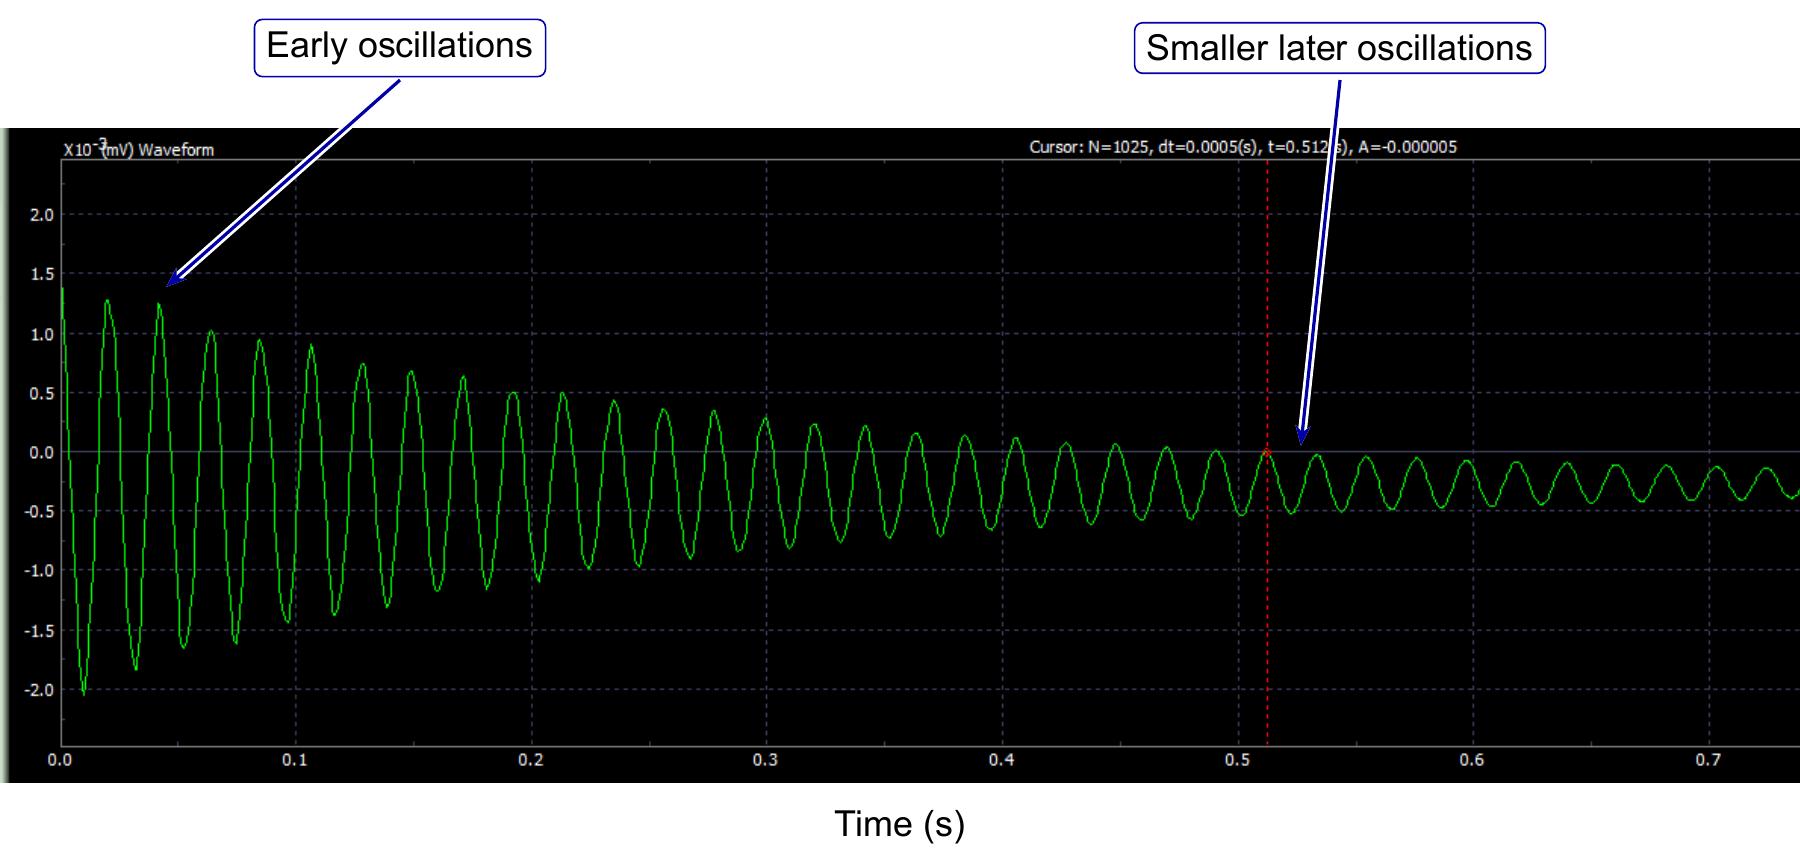 Early oscillations
Smaller later oscillations
X10⁻³(mV) Waveform
Cursor: N=1025, dt=0.0005(s), t=0.512(s), A=-0.000005
2.0
1.5
1.0
0.5
0.0
-0.5
-1.0
-1.5
-2.0
0.0 0.1 0.2 0.3 0.4 0.5 0.6 0.7
Time (s)